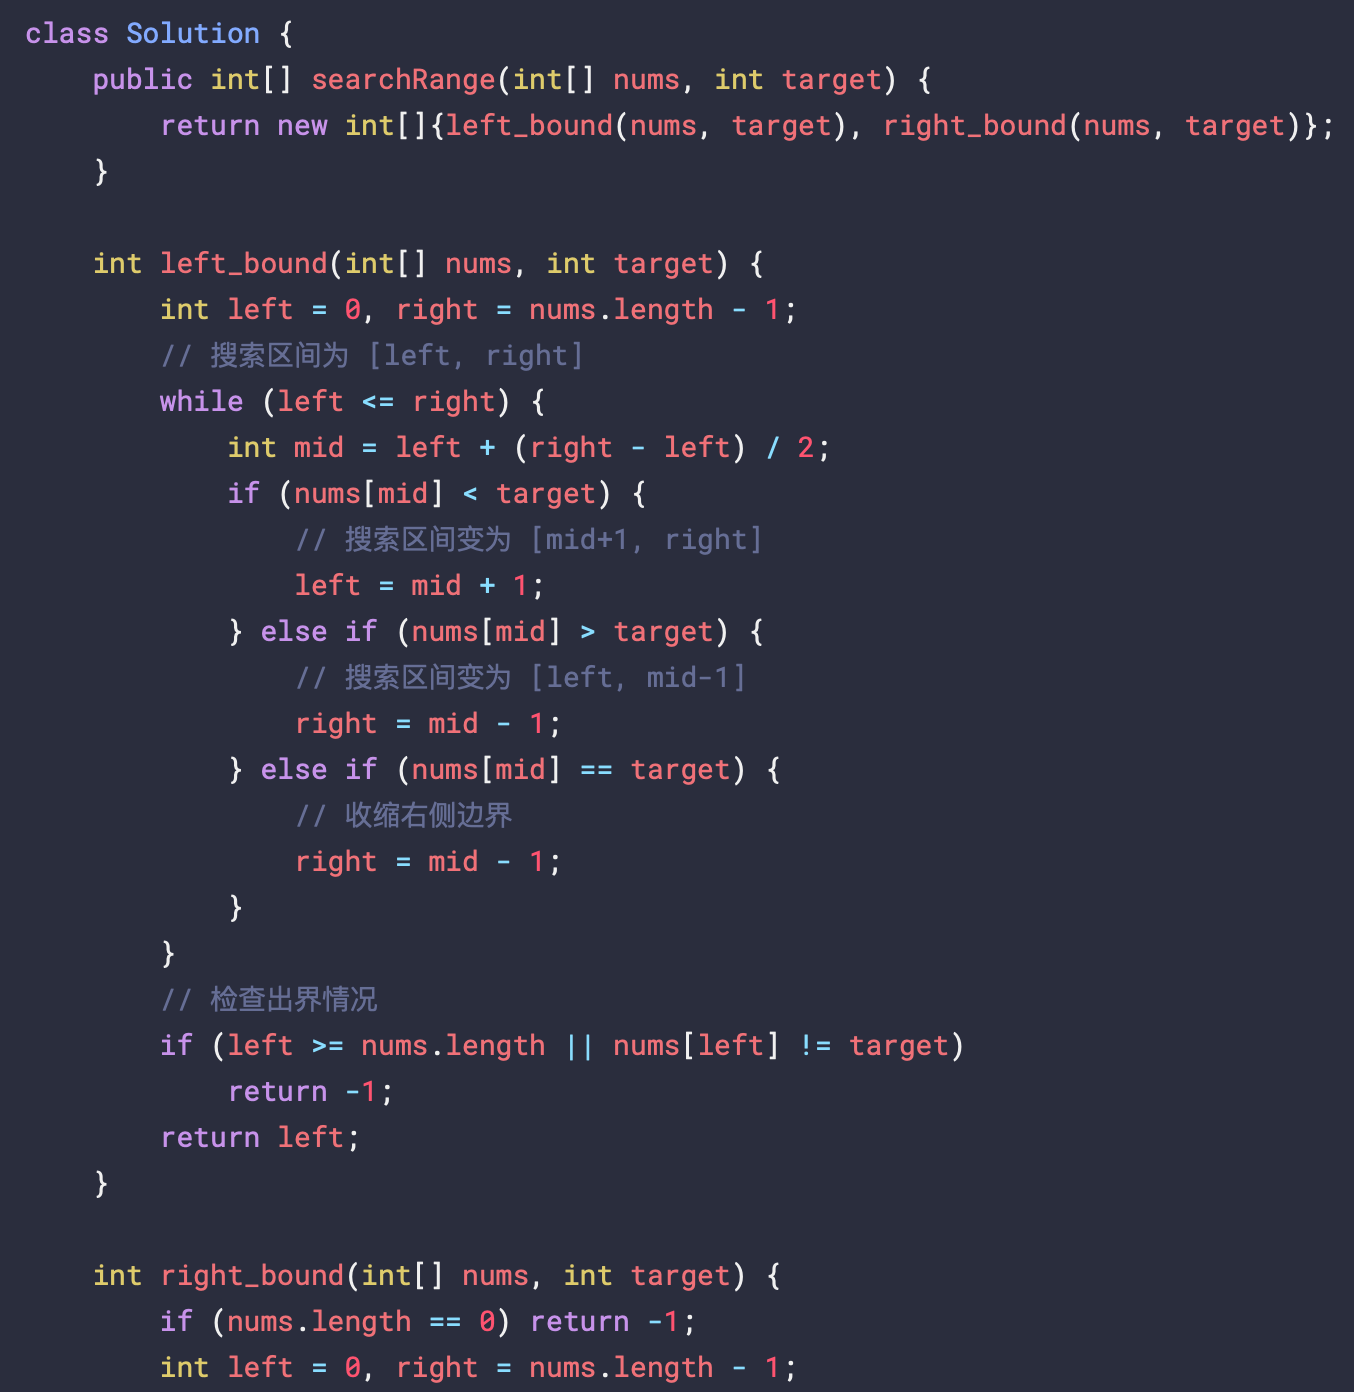 class Solution {
    public int[] searchRange(int[] nums, int target) {
        return new int[]{left_bound(nums, target), right_bound(nums, target)};
    }

    int left_bound(int[] nums, int target) {
        int left = 0, right = nums.length - 1;
        // 搜索区间为 [left, right]
        while (left <= right) {
            int mid = left + (right - left) / 2;
            if (nums[mid] < target) {
                // 搜索区间变为 [mid+1, right]
                left = mid + 1;
            } else if (nums[mid] > target) {
                // 搜索区间变为 [left, mid-1]
                right = mid - 1;
            } else if (nums[mid] == target) {
                // 收缩右侧边界
                right = mid - 1;
            }
        }
        // 检查出界情况
        if (left >= nums.length || nums[left] != target)
            return -1;
        return left;
    }

    int right_bound(int[] nums, int target) {
        if (nums.length == 0) return -1;
        int left = 0, right = nums.length - 1;